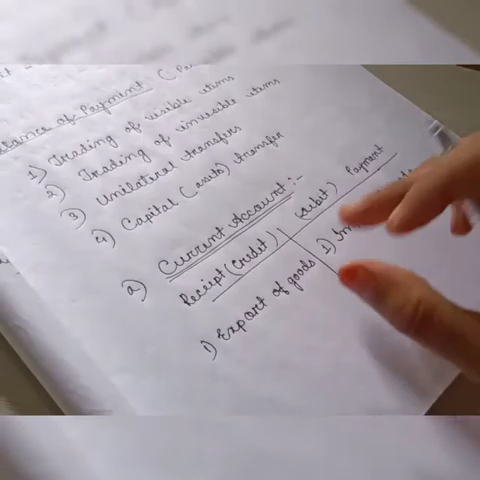 of Payment
1) Trading of visible items
2) Trading of invisible items
3) Unilateral transfers
4) Capital (assets) transfer
a) Current Account :-
Receipt (Credit) (Debit) Payment
1) Export of goods 1)